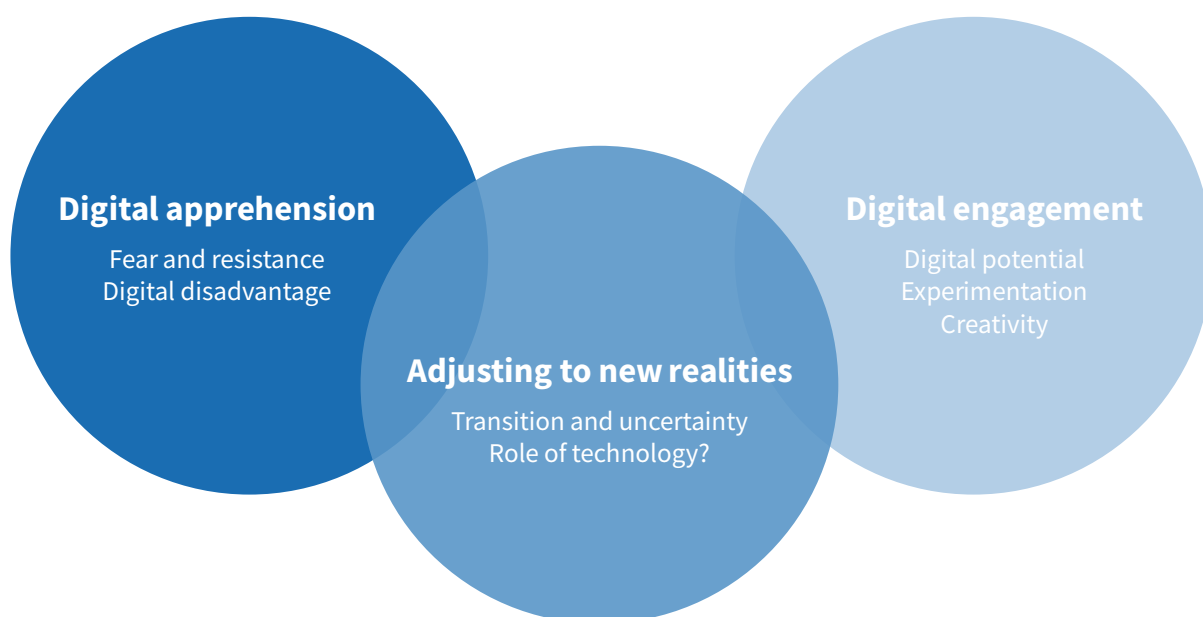 Digital apprehension
Fear and resistance
Digital disadvantage
Adjusting to new realities
Transition and uncertainty
Role of technology?
Digital engagement
Digital potential
Experimentation
Creativity